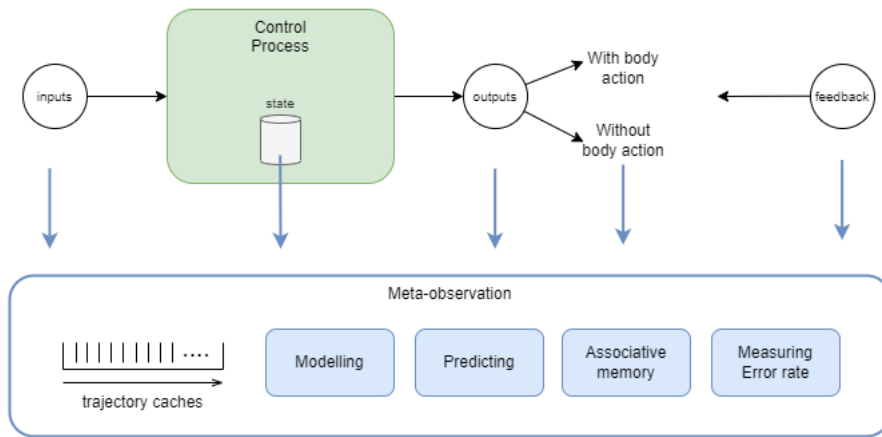 Control
Process
inputs
state
outputs
With body
action
Without
body action
feedback
Meta-observation
....
trajectory caches
Modelling
Predicting
Associative
memory
Measuring
Error rate